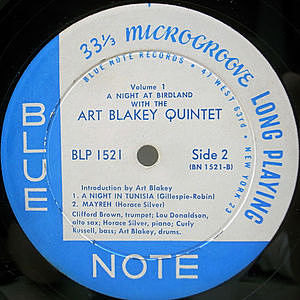 33⅓ MICROGROOVE LONG PLAYING
BLUE NOTE RECORDS • 47 WEST 63rd • NEW YORK 23
Volume 1
A NIGHT AT BIRDLAND
WITH THE
ART BLAKEY QUINTET
BLP 1521
Side 2
(BN 1521-B)
Introduction by Art Blakey
1. A NIGHT IN TUNISIA (Gillespie-Robin)
2. MAYREH (Horace Silver)
Clifford Brown, trumpet; Lou Donaldson,
alto sax; Horace Silver, piano; Curly
Russell, bass; Art Blakey, drums.
BLUE
NOTE